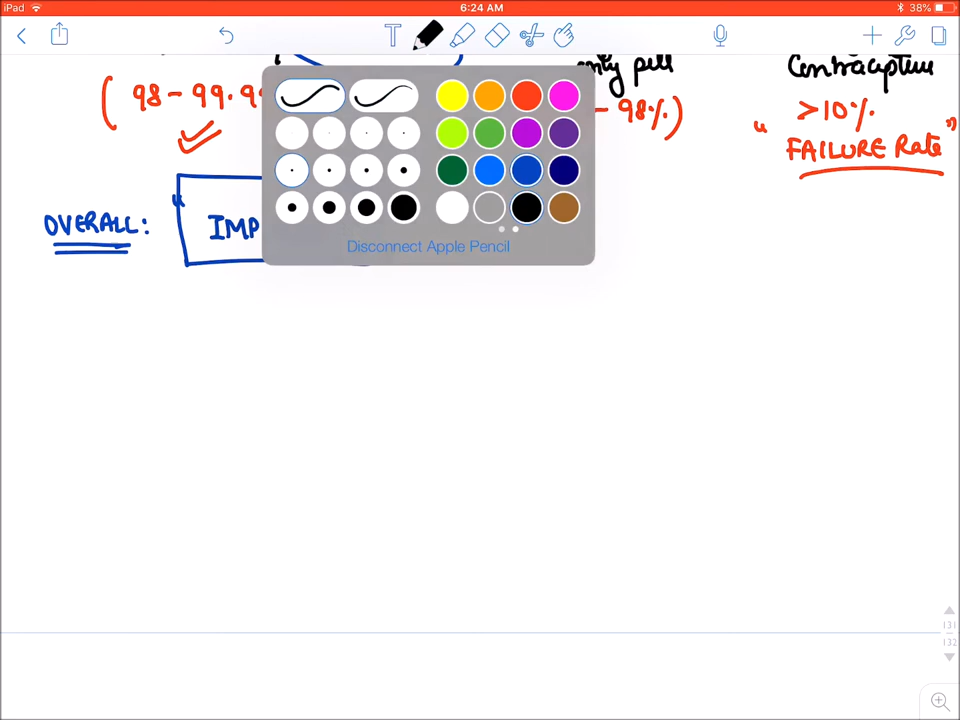 iPad 6:24 AM 38%
T
only pill Contraception
( 98 - 99.9 - 98%) >10%
" FAILURE Rate"
OVERALL: " IMP
Disconnect Apple Pencil
131
132